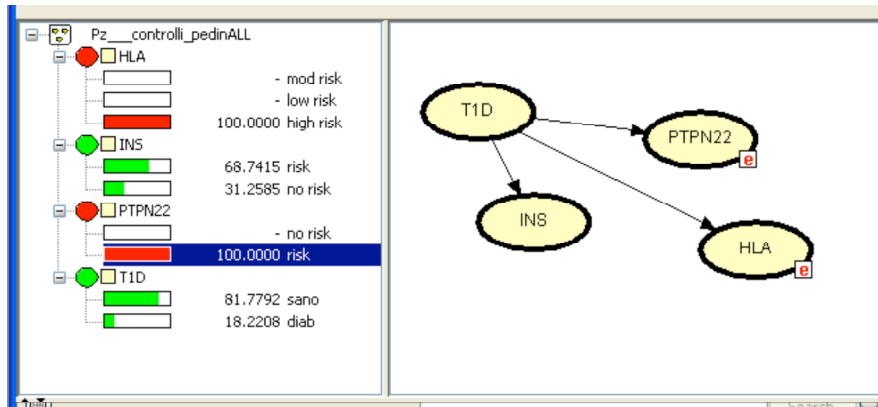 Pz___controlli_pedinALL
HLA
- mod risk
- low risk
100.0000 high risk
INS
68.7415 risk
31.2585 no risk
PTPN22
- no risk
100.0000 risk
T1D
81.7792 sano
18.2208 diab
T1D
PTPN22
e
INS
HLA
e
Search